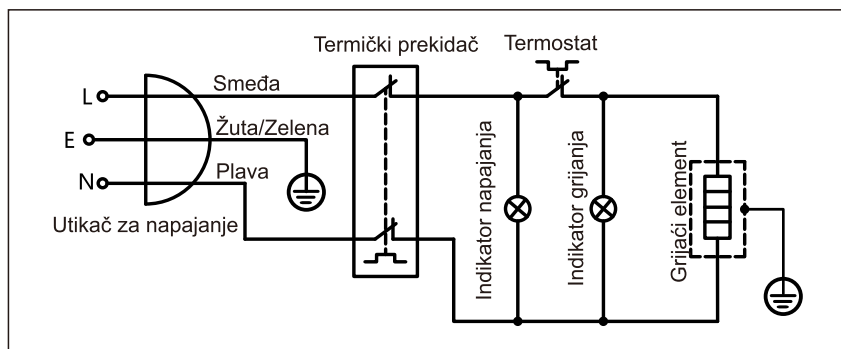 Termički prekidač
Termostat
Smeđa
L
Žuta/Zelena
E
Plava
N
Utikač za napajanje
Indikator napajanja
Indikator grijanja
Grijaći element